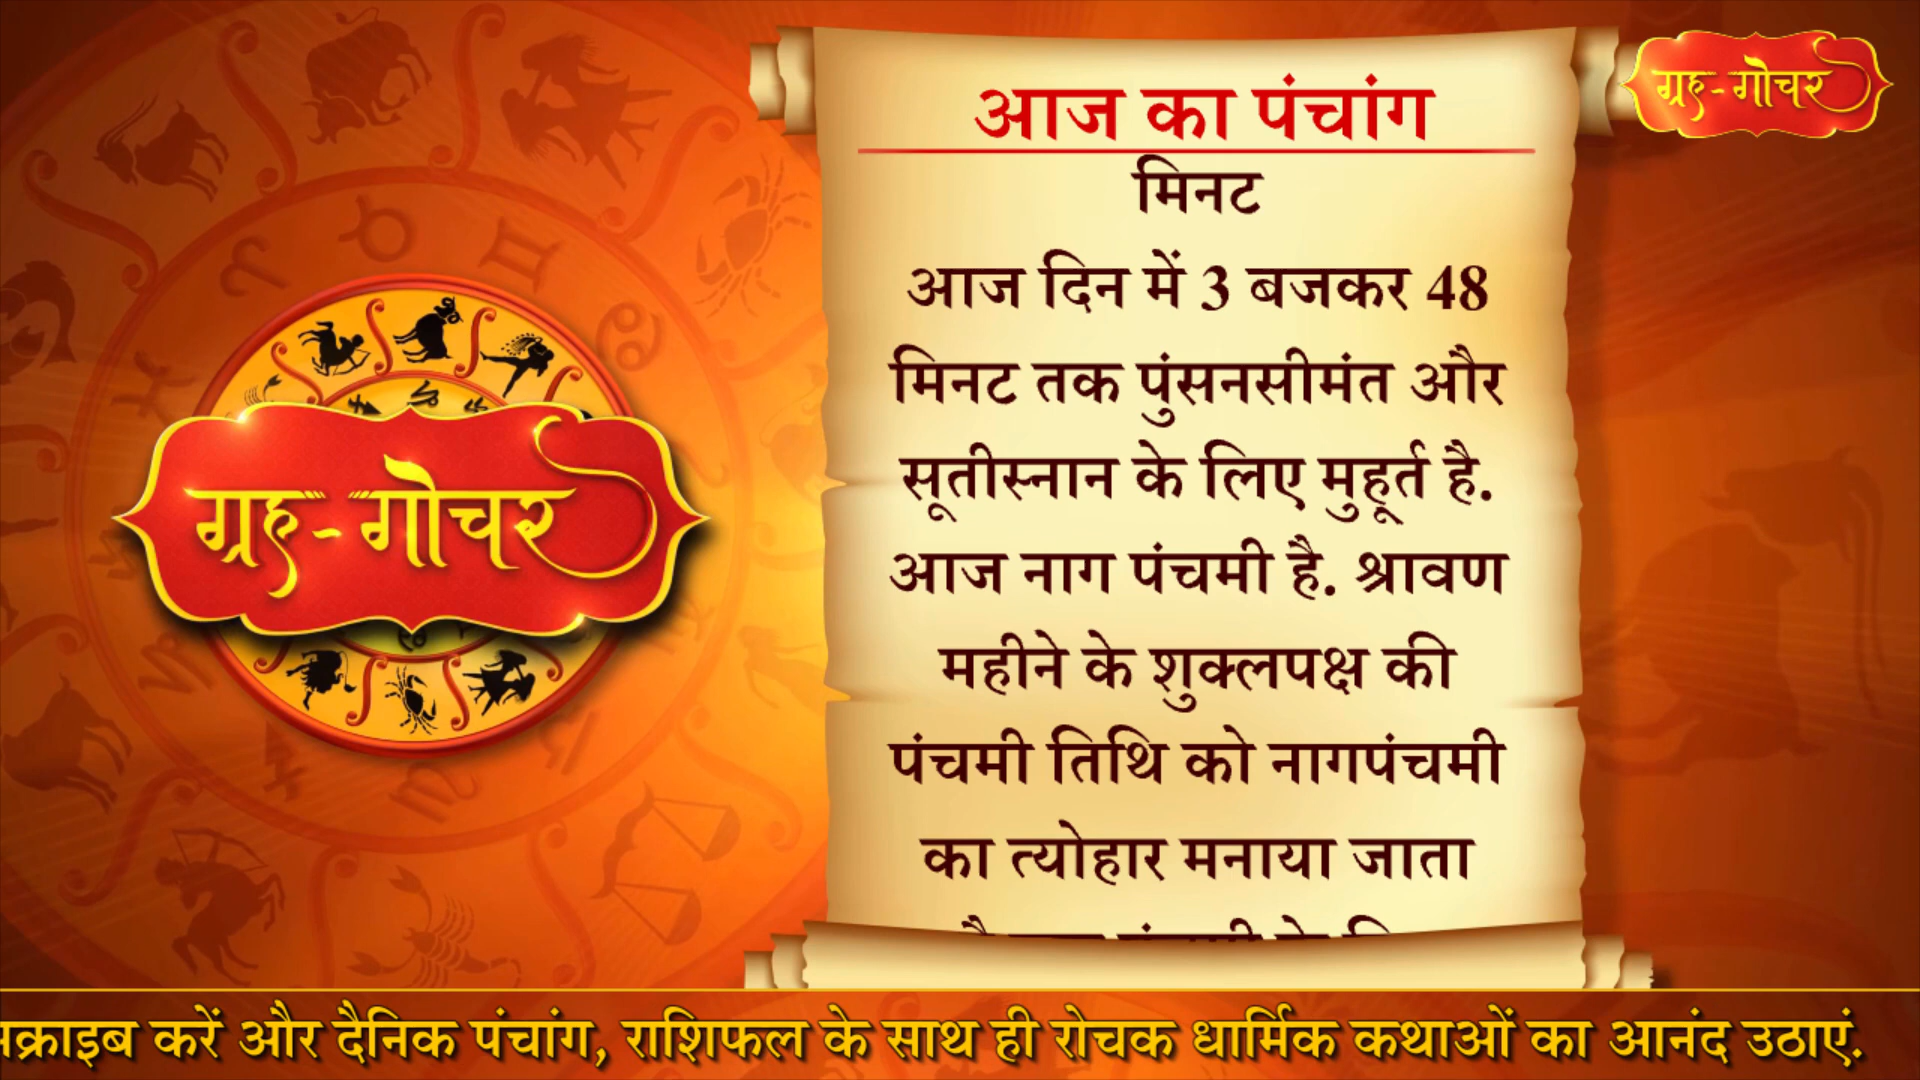 आज का पंचांग
ग्रह-गोचर
मिनट
आज दिन में 3 बजकर 48
मिनट तक पुंसनसीमंत और
सूतीस्नान के लिए मुहूर्त है.
आज नाग पंचमी है. श्रावण
महीने के शुक्लपक्ष की
पंचमी तिथि को नागपंचमी
का त्योहार मनाया जाता
ग्रह-गोचर
करें और दैनिक पंचांग, राशिफल के साथ ही रोचक धार्मिक कथाओं का आनंद उठाएं.